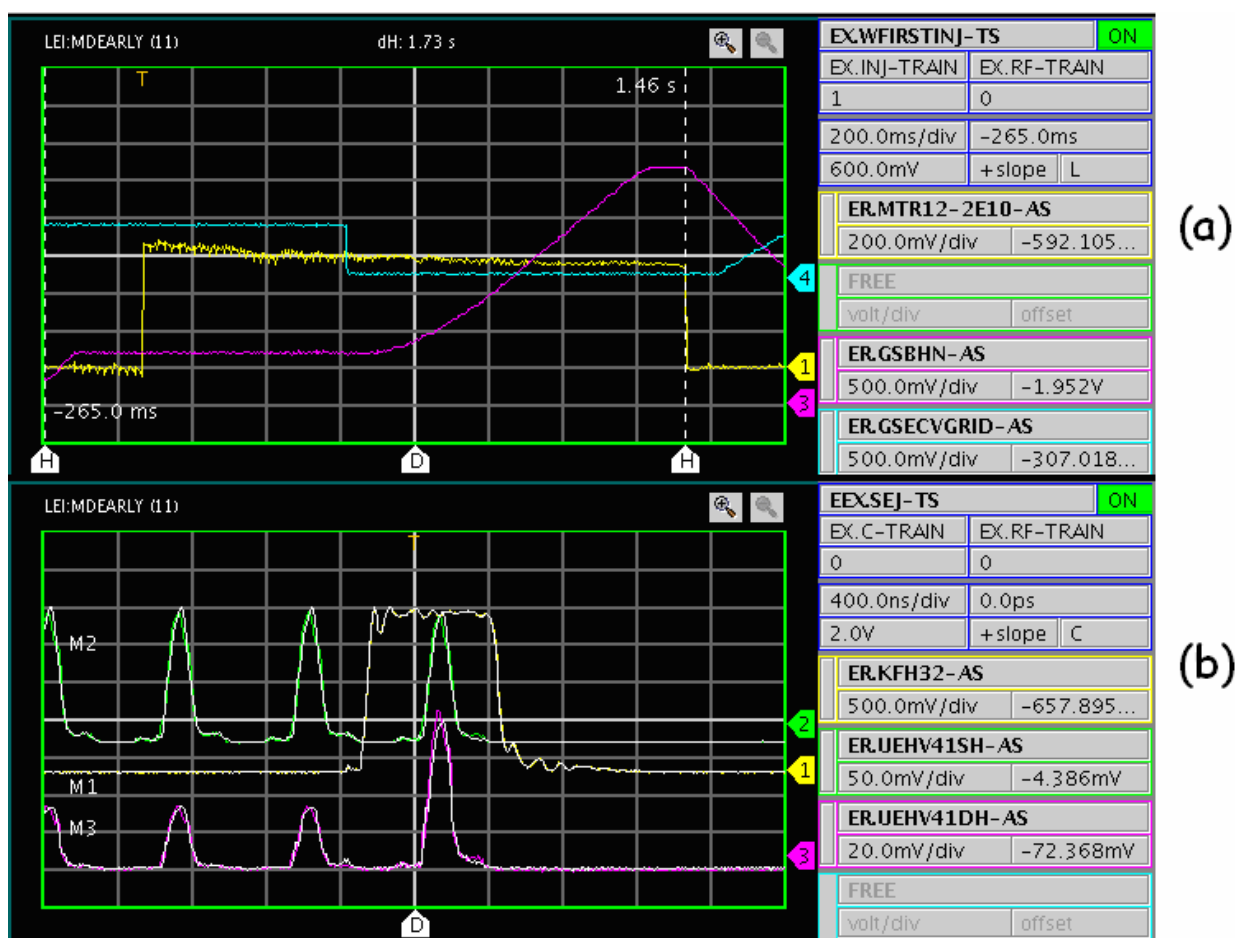 LEI:MDEARLY (11) dH: 1.73 s
T
1.46 s
-265.0 ms
4
1
3
H D H
EX.WFIRSTINJ-TS ON
EX.INJ-TRAIN EX.RF-TRAIN
1 0
200.0ms/div -265.0ms
600.0mV +slope L
ER.MTR12-2E10-AS
200.0mV/div -592.105...
FREE
volt/div offset
ER.GSBHN-AS
500.0mV/div -1.952V
ER.GSECVGRID-AS
500.0mV/div -307.018...
(a)
LEI:MDEARLY (11)
T
M2
M1
M3
2
1
3
D
EEX.SEJ-TS ON
EX.C-TRAIN EX.RF-TRAIN
0 0
400.0ns/div 0.0ps
2.0V +slope C
ER.KFH32-AS
500.0mV/div -657.895...
ER.UEHV41SH-AS
50.0mV/div -4.386mV
ER.UEHV41DH-AS
20.0mV/div -72.368mV
FREE
volt/div offset
(b)